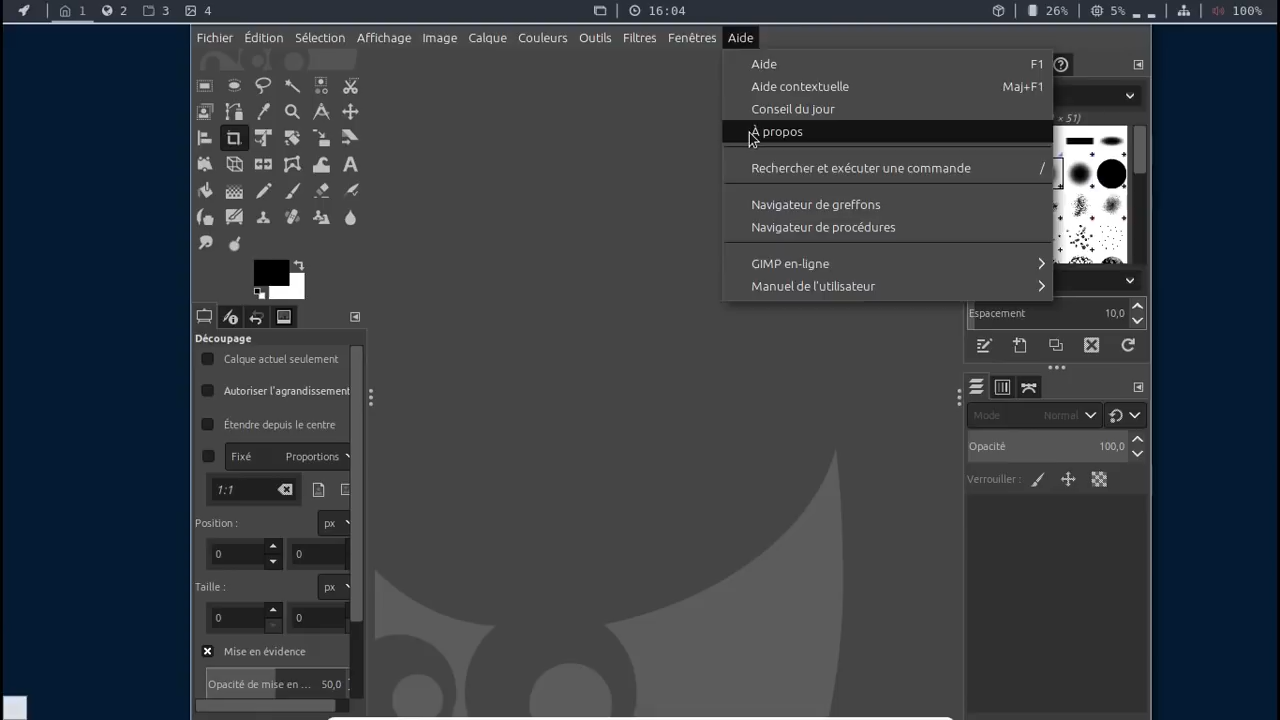 1 2 3 4 16:04 26% 5% 100%
Fichier Édition Sélection Affichage Image Calque Couleurs Outils Filtres Fenêtres Aide
Aide F1
Aide contextuelle Maj+F1
Conseil du jour
À propos
Rechercher et exécuter une commande /
Navigateur de greffons
Navigateur de procédures
GIMP en-ligne
Manuel de l'utilisateur
× 51)
Espacement 10,0
Mode Normal
Opacité 100,0
Verrouiller :
Découpage
Calque actuel seulement
Autoriser l'agrandissement
Étendre depuis le centre
Fixé Proportions
1:1
Position : px
0 0
Taille : px
0 0
Mise en évidence
Opacité de mise en ... 50,0